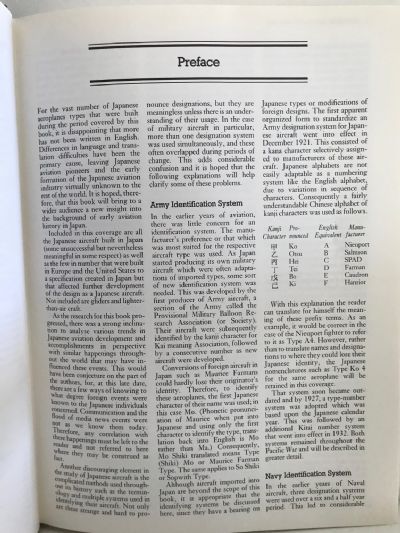 Preface
For the vast number of Japanese
aeroplanes types that were built
during the period covered by this
book, it is disappointing that more
has not been written in English.
Differences in language and trans-
lation difficulties have been the
primary cause, leaving Japanese
aviation pioneers and the early
formation of the Japanese aviation
industry virtually unknown to the
rest of the world. It is hoped, there-
fore, that this book will bring to a
wider audience a new insight into
the background of early aviation
history in Japan.
Included in this coverage are all
the Japanese aircraft built in Japan
(some unsuccessful but nevertheless
meaningful in some respect) as well
as the few in number that were built
in Europe and the United States to
a specification created in Japan but
that affected further development of
the design as a Japanese aircraft.
Not included are gliders and lighter-
than-air craft.
As the research for this book pro-
gressed, there was a strong inclina-
tion to analyse various trends in
Japanese aviation development and
accomplishments in perspective
with similar happenings through-
out the world that may have in-
fluenced these events. This would
have been conjecture on the part of
the authors, for, at this late date,
there are a few ways of knowing to
what degree foreign events were
known to the Japanese individuals
concerned. Communication and the
flood of media news events were
not as we know them today.
Therefore, any correlation with
these happenings must be left to the
reader and not referred to here
where they may be construed as
fact.
Another discouraging element in
the study of Japanese aircraft is the
complicated methods used through-
out its history such as the termin-
ology and multiple systems used in
identifying their aircraft. Not only
are these strange and hard to pro-
nounce designations, but they are
meaningless unless there is an under-
standing of their usage. In the case
of military aircraft in particular,
more than one designation system
was used simultaneously, and these
often overlapped during periods of
change. This adds considerable
confusion and it is hoped that the
following explanations will help
clarify some of these problems.
Army Identification System
In the earlier years of aviation,
there was little concern for an
identification system. The manu-
facturer's preference or that which
was most suited for the respective
aircraft type was used. As Japan
started producing its own military
aircraft which were often adapta-
tions of imported types, some sort
of new identification system was
needed. This was developed by the
first producer of Army aircraft, a
section of the Army called the
Provisional Military Balloon Re-
search Association (or Society).
Their aircraft were subsequently
identified by the kanji character for
Kai meaning Association, followed
by a consecutive number as new
aircraft were developed.
Conversions of foreign aircraft in
Japan such as Maurice Farmans
could hardly lose their originator's
identity. Therefore, to identify
these aeroplanes, the first Japanese
character of their name was used; in
this case Mo. (Phonetic pronunci-
ation of Maurice when put into
Japanese and using only the first
character to identify the type, trans-
lation back into English is Mo
rather than Ma.) Consequently,
Mo Shiki translated means Type
(Shiki) Mo or Maurice Farman
Type. The same applies to So Shiki
or Sopwith Type.
Although aircraft imported into
Japan are beyond the scope of this
book, it is appropriate that the
identifying systems be discussed
here, since they have a bearing on
Japanese types or modifications of
foreign designs. The first apparent
organized form to standardize an
Army designation system for Japan-
ese aircraft went into effect in
December 1921. This consisted of
a kana character selectively assign-
ed to manufacturers of these air-
craft. Japanese alphabets are not
easily adaptable as a numbering
system like the English alphabet,
due to variations in sequence of
characters. Consequently a fairly
understandable Chinese alphabet of
kanji characters was used as follows.
Kanji Pro- English Manu-
Character nounced Equivalent facturer
甲 Ko A Nieuport
乙 Otsu B Salmson
丙 Hei C SPAD
丁 Tei D Farman
戊 Bo E Caudron
己 Ki F Hanriot
With this explanation the reader
can translate for himself the mean-
ing of these prefix terms. As an
example, it would be correct in the
case of the Nieuport fighter to refer
to it as Type A4. However, rather
than to translate names and designa-
tions to where they could lose their
Japanese identity, the Japanese
nomenclatures such as Type Ko 4
for the same aeroplane will be
retained in this coverage.
That system soon became out-
dated and by 1927, a type-number
system was adopted which was
based upon the Japanese calendar
year. This was followed by an
additional Kitai number system
that went into effect in 1932. Both
systems remained throughout the
Pacific War and will be described in
greater detail.
Navy Identification System
In the earlier years of Naval
aircraft, three designation systems
were used over a six and a half year
period. This led to considerable